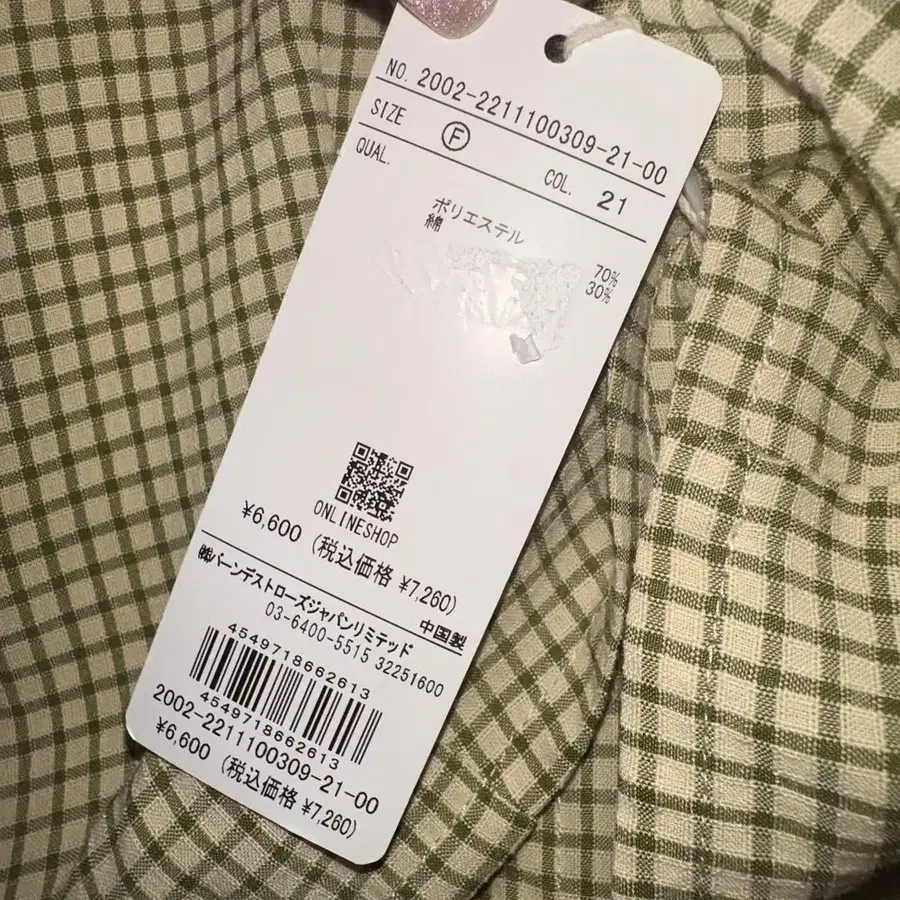 NO. 2002-2211100309-21-00
SIZE Ⓕ COL. 21
QUAL.
ポリエステル 70%
綿 30%
ONLINESHOP
¥6,600 (税込価格 ¥7,260)
㈱バーンデストローズジャパンリミテッド 中国製
03-6400-5515 32251600
4549718662613
4549718662613
2002-2211100309-21-00
¥6,600 (税込価格 ¥7,260)